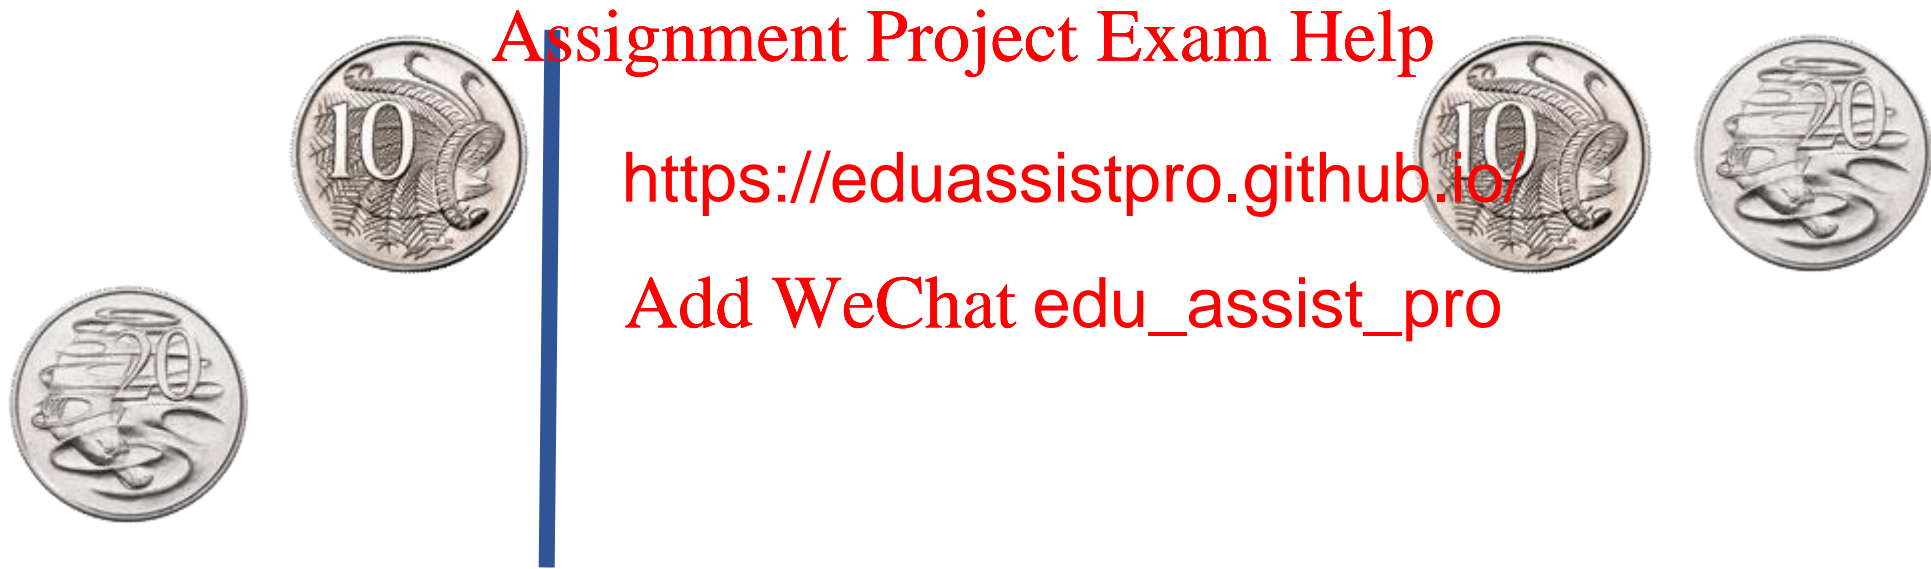 Assignment Project Exam Help
10
10
20
https://eduassistpro.github.io/
Add WeChat edu_assist_pro
20